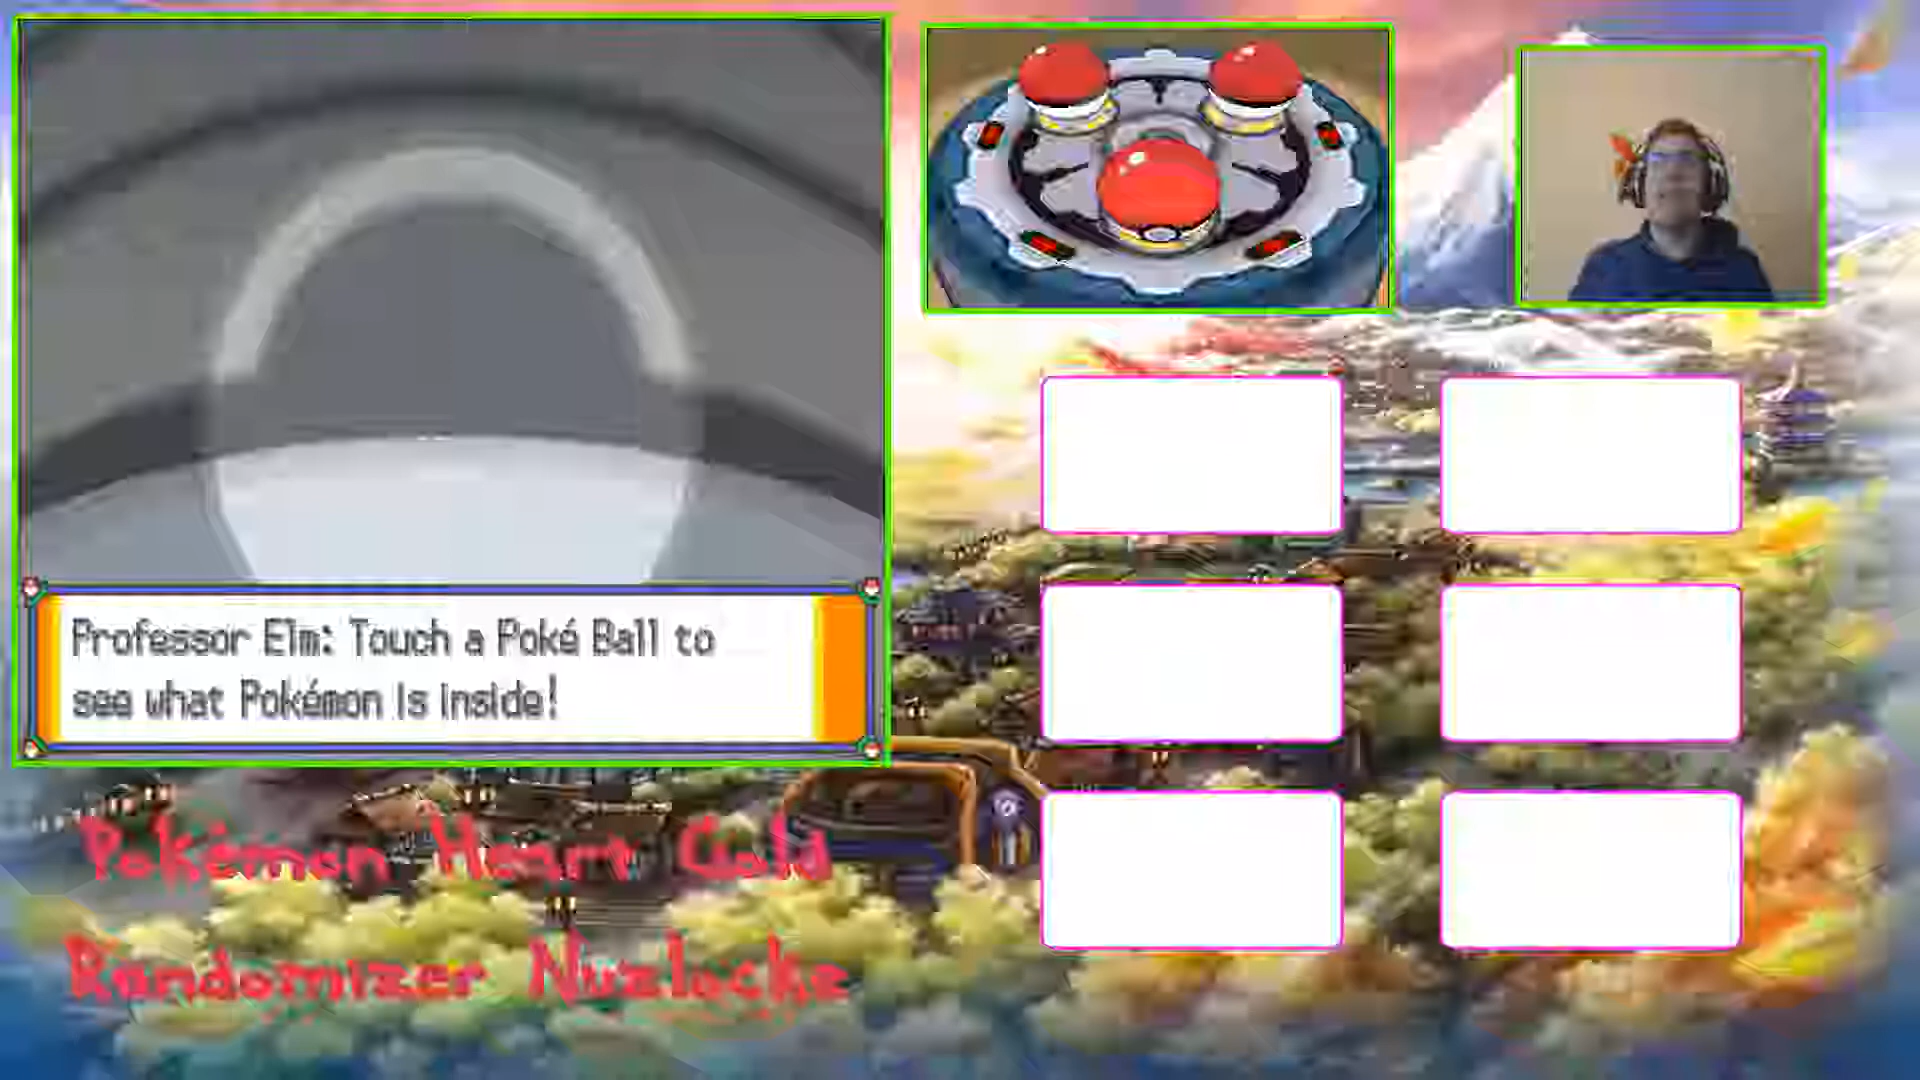 Professor Elm: Touch a Poké Ball to
see what Pokémon is inside!
Pokémon Heart Gold
Randomizer Nuzlocke